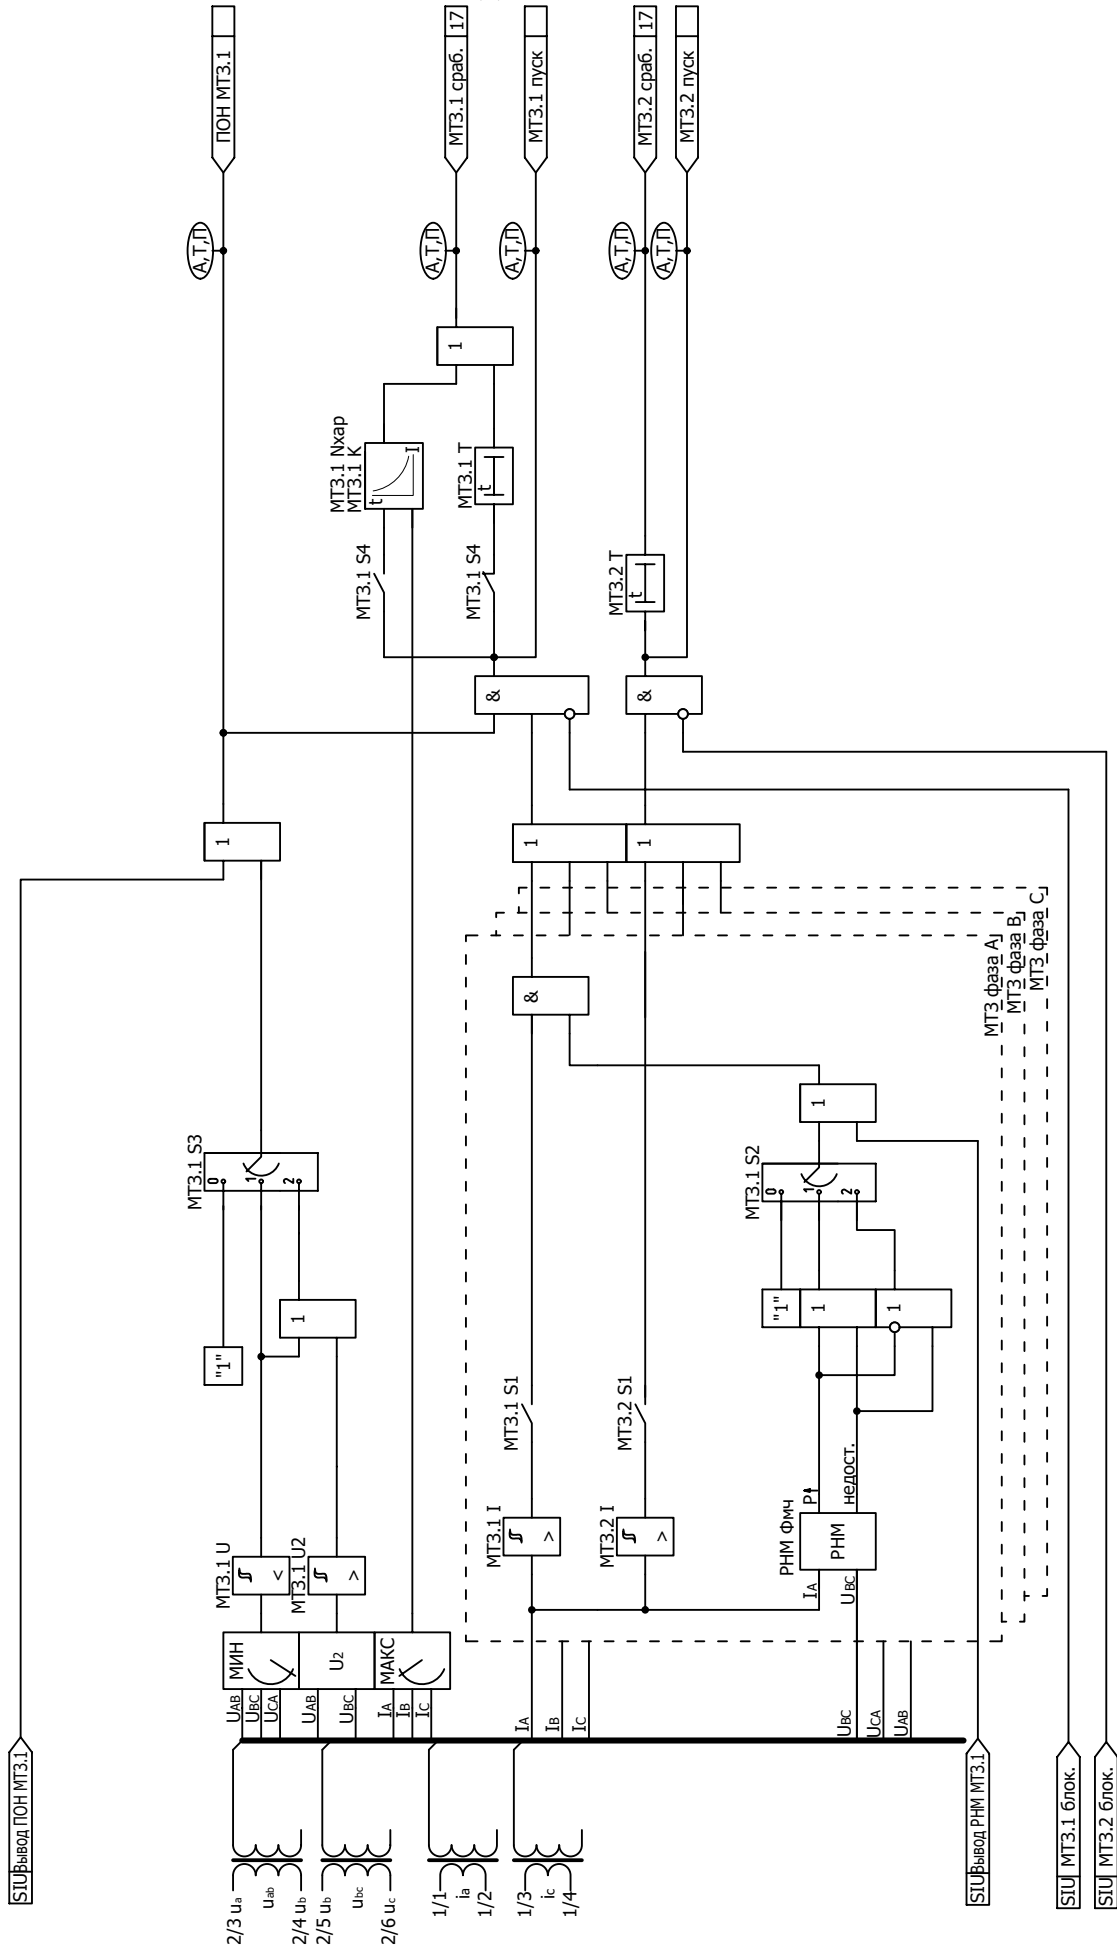 SIU Вывод ПОН МТЗ.1
2/3 ua
uab
2/4 ub
2/5 ub
ubc
2/6 uc
1/1
ia
1/2
1/3
ic
1/4
UAB
UBC
UCA
UAB
UBC
IA
IB
IC
МИН
U2
МАКС
МТЗ.1 U
<
МТЗ.1 U2
>
"1"
1
МТЗ.1 S3
0
1
2
1
ПОН МТЗ.1
А,Т,П
МТЗ.1 S4
МТЗ.1 Nхар
МТЗ.1 К
t
I
МТЗ.1 S4
МТЗ.1 Т
t
1
А,Т,П
МТЗ.1 сраб. 17
А,Т,П
МТЗ.1 пуск
&
IA
IB
IC
МТЗ.1 I
>
МТЗ.1 S1
&
1
МТЗ.2 I
>
МТЗ.2 S1
1
&
МТЗ.2 Т
t
А,Т,П
МТЗ.2 сраб. 17
А,Т,П
МТЗ.2 пуск
UBC
UCA
UAB
IA
UBC
РНМ Фмч
РНМ
Р
недост.
"1"
1
1
МТЗ.1 S2
0
1
2
1
МТЗ фаза А
МТЗ фаза В
МТЗ фаза С
SIU Вывод РНМ МТЗ.1
SIU МТЗ.1 блок.
SIU МТЗ.2 блок.